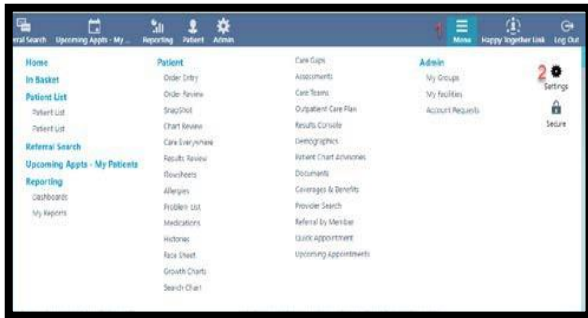 eral Search Upcoming Appts - My ... Reporting Patient Admin 1 Menu Happy Together Link Log Out
Home
In Basket
Patient List
Patient List
Patient List
Referral Search
Upcoming Appts - My Patients
Reporting
Dashboards
My Reports
Patient
Order Entry
Order Review
SnapShot
Chart Review
Care Everywhere
Results Review
Flowsheets
Allergies
Problem List
Medications
Histories
Face Sheet
Growth Charts
Search Chart
Care Gaps
Assessments
Care Teams
Outpatient Care Plan
Results Console
Demographics
Patient Chart Advisories
Documents
Coverages & Benefits
Provider Search
Referral by Member
Quick Appointment
Upcoming Appointments
Admin
My Groups
My Facilities
Account Requests
2
Settings
Secure